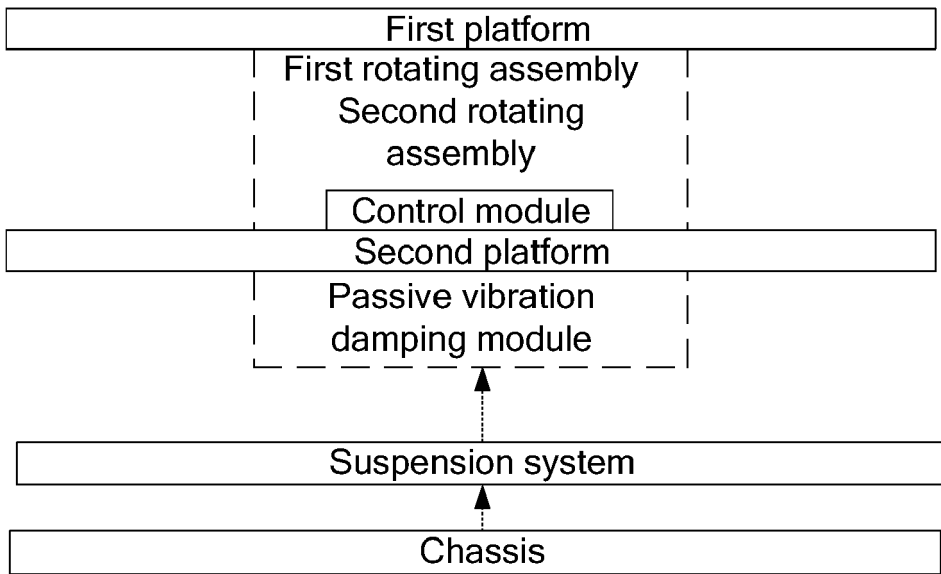 First platform
First rotating assembly
Second rotating
assembly
Control module
Second platform
Passive vibration
damping module
Suspension system
Chassis